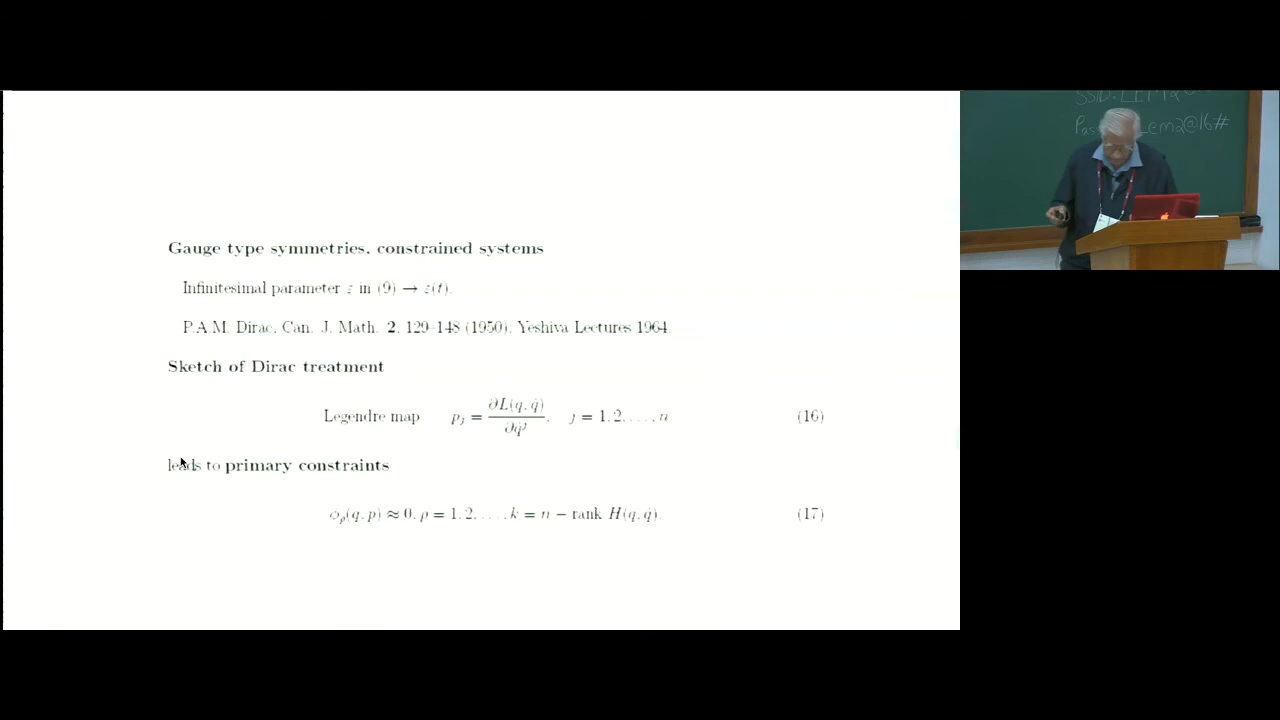 Gauge type symmetries, constrained systems
Infinitesimal parameter ε in (9) → ε(t).
P.A.M. Dirac, Can. J. Math. 2, 129–148 (1950); Yeshiva Lectures 1964.
Sketch of Dirac treatment
Legendre map p_j = ∂L(q, q̇)/∂q̇^j, j = 1, 2, ..., n (16)
leads to primary constraints
φ_ρ(q, p) ≈ 0, ρ = 1, 2, ..., k = n − rank H(q, q̇). (17)